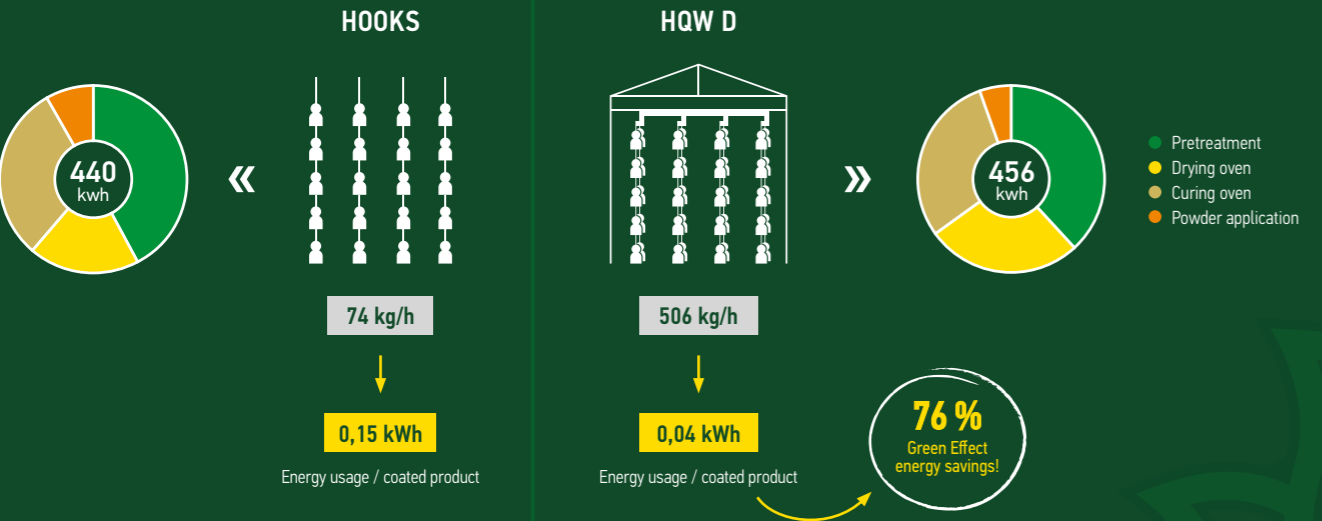 HOOKS
HQW D
440
kwh
«
»
456
kwh
Pretreatment
Drying oven
Curing oven
Powder application
74 kg/h
506 kg/h
0,15 kWh
0,04 kWh
Energy usage / coated product
Energy usage / coated product
76 %
Green Effect
energy savings!